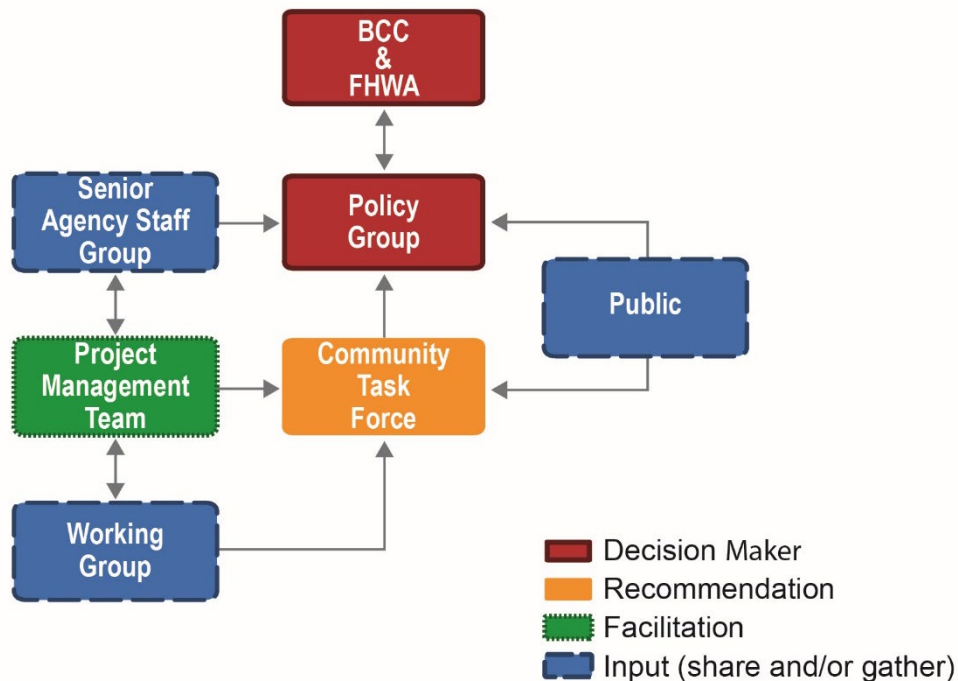 BCC
&
FHWA
Senior
Agency Staff
Group
Policy
Group
Public
Project
Management
Team
Community
Task
Force
Working
Group
Decision Maker
Recommendation
Facilitation
Input (share and/or gather)